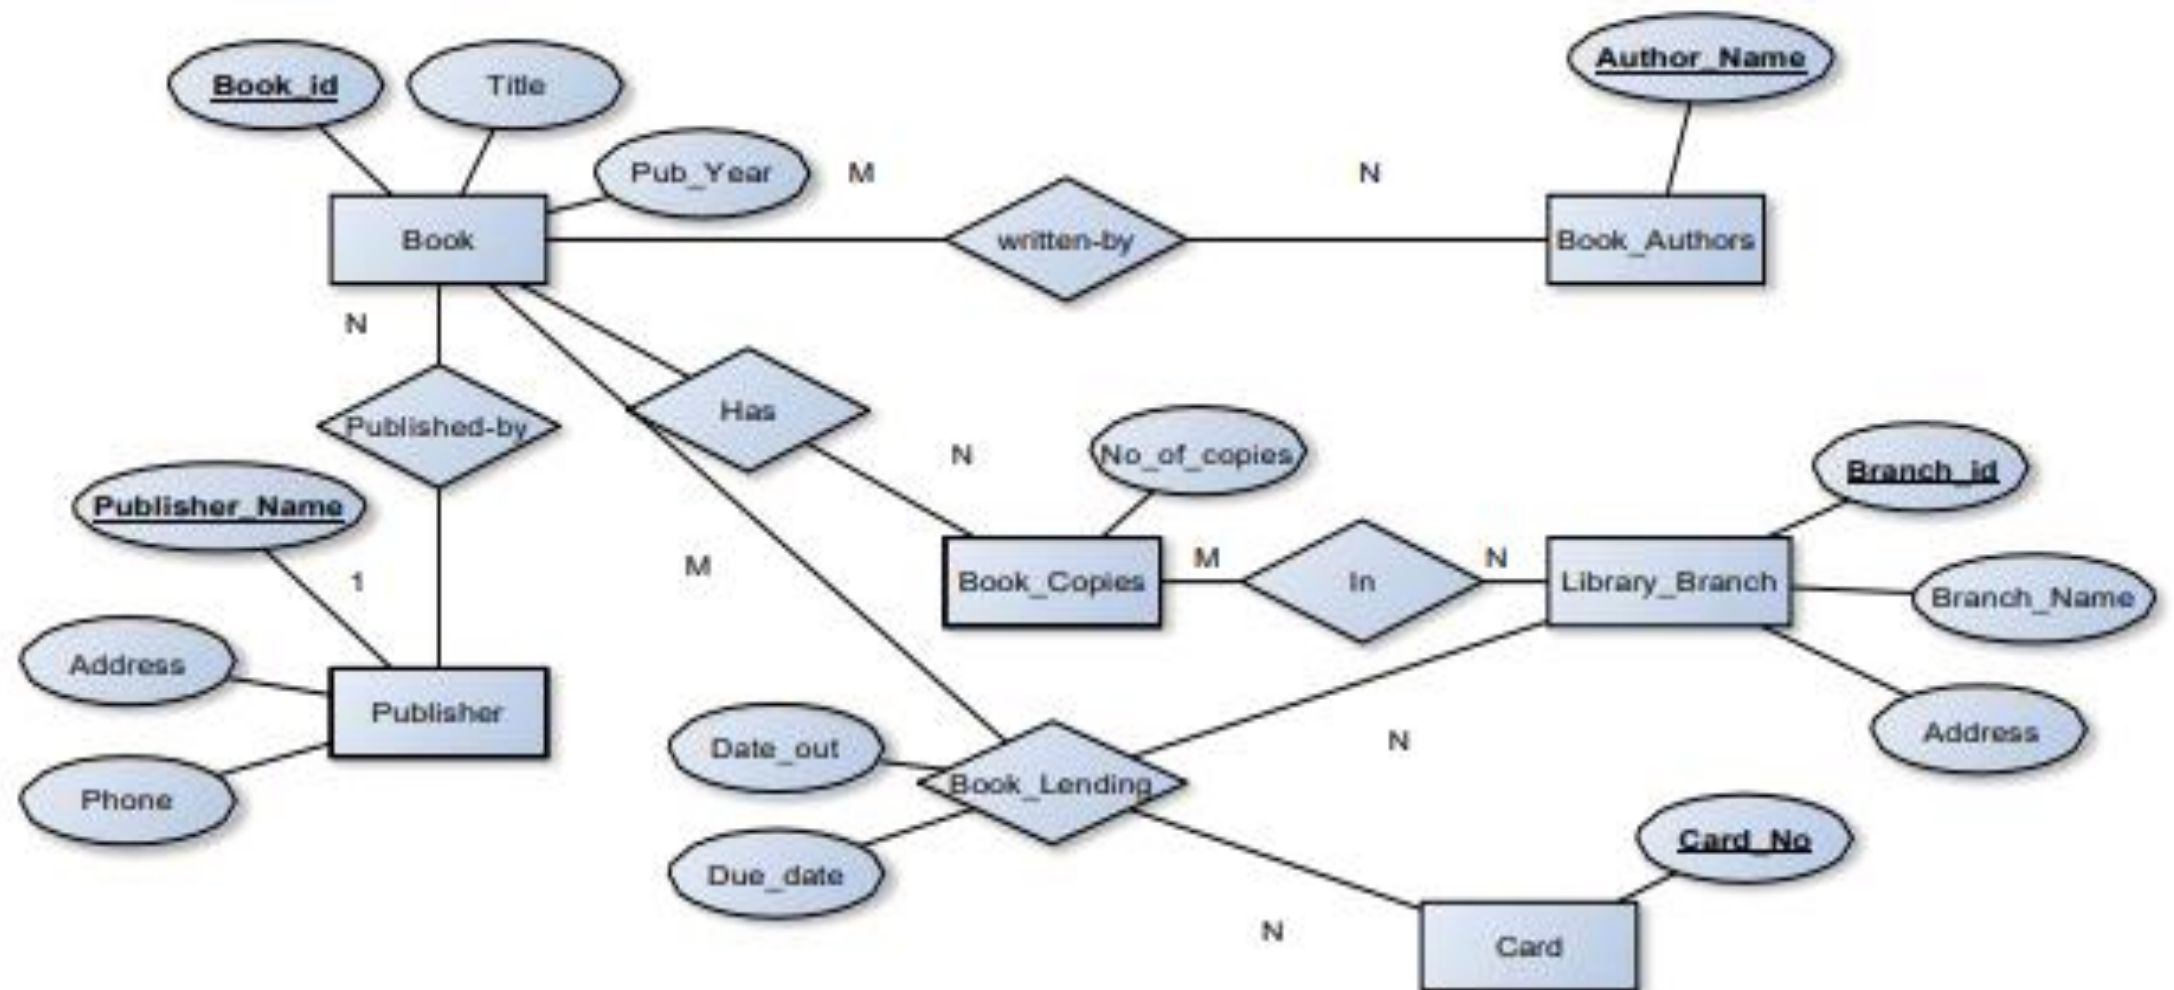 Author_Name
Book_id
Title
Pub_Year
M
N
Book
written-by
Book_Authors
N
Has
Published-by
N
No_of_copies
Branch_id
Publisher_Name
M
M
N
1
Book_Copies
In
Library_Branch
Branch_Name
Address
Publisher
Date_out
N
Address
Book_Lending
Phone
Card_No
Due_date
N
Card